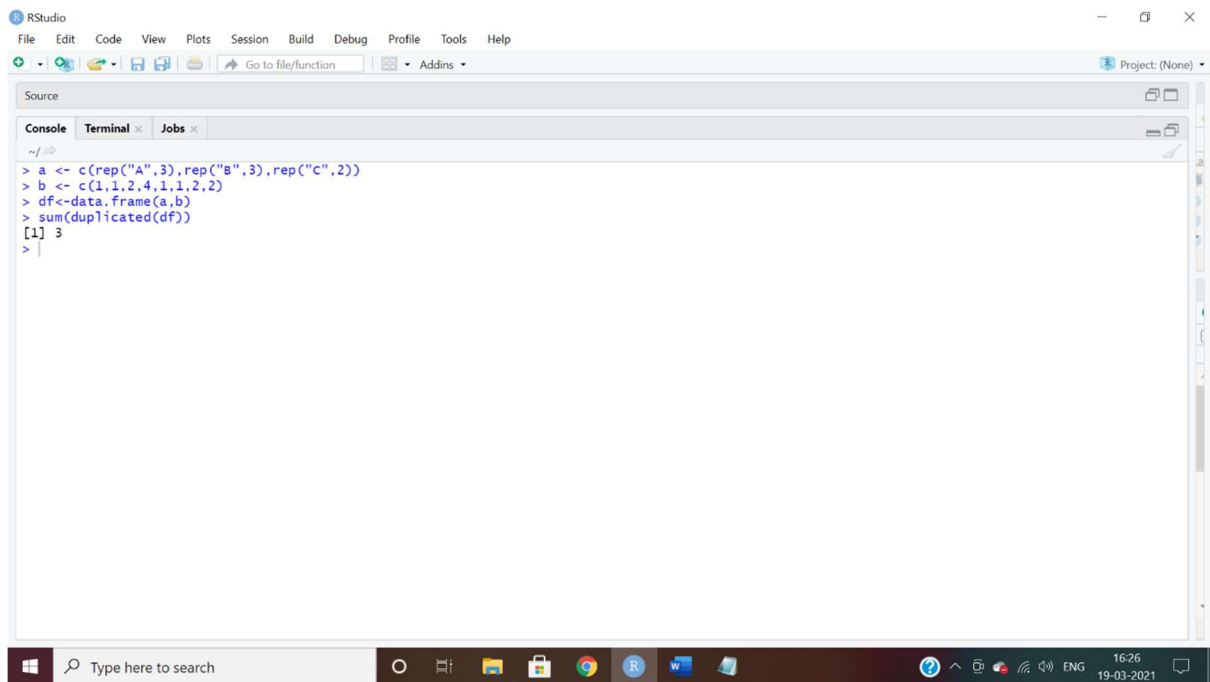 RStudio
File Edit Code View Plots Session Build Debug Profile Tools Help
Go to file/function Addins Project: (None)
Source
Console Terminal Jobs
~/
> a <- c(rep("A",3),rep("B",3),rep("C",2))
> b <- c(1,1,2,4,1,1,2,2)
> df<-data.frame(a,b)
> sum(duplicated(df))
[1] 3
>
Type here to search
ENG
16:26
19-03-2021